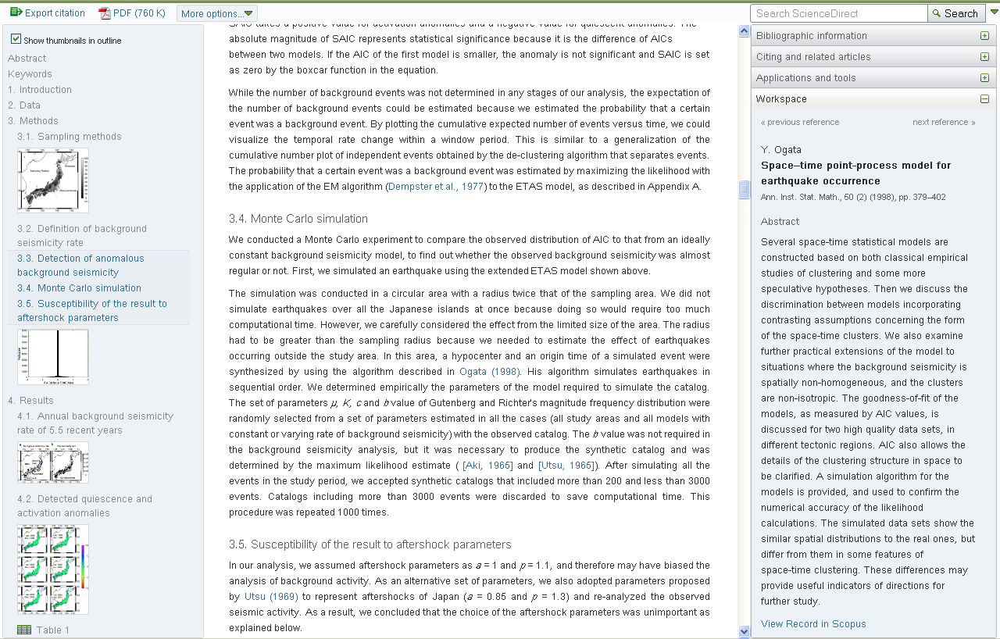 Export citation
PDF (760 K)
More options...
Search ScienceDirect
Search
Show thumbnails in outline
Abstract
Keywords
1. Introduction
2. Data
3. Methods
3.1. Sampling methods
3.2. Definition of background
seismicity rate
3.3. Detection of anomalous
background seismicity
3.4. Monte Carlo simulation
3.5. Susceptibility of the result to
aftershock parameters
4. Results
4.1. Annual background seismicity
rate of 5.5 recent years
4.2. Detected quiescence and
activation anomalies
Table 1
SAIC takes a positive value for activation anomalies and a negative value for quiescent anomalies. The
absolute magnitude of SAIC represents statistical significance because it is the difference of AICs
between two models. If the AIC of the first model is smaller, the anomaly is not significant and SAIC is set
as zero by the boxcar function in the equation.
While the number of background events was not determined in any stages of our analysis, the expectation of
the number of background events could be estimated because we estimated the probability that a certain
event was a background event. By plotting the cumulative expected number of events versus time, we could
visualize the temporal rate change within a window period. This is similar to a generalization of the
cumulative number plot of independent events obtained by the de-clustering algorithm that separates events.
The probability that a certain event was a background event was estimated by maximizing the likelihood with
the application of the EM algorithm (Dempster et al., 1977) to the ETAS model, as described in Appendix A.
3.4. Monte Carlo simulation
We conducted a Monte Carlo experiment to compare the observed distribution of AIC to that from an ideally
constant background seismicity model, to find out whether the observed background seismicity was almost
regular or not. First, we simulated an earthquake using the extended ETAS model shown above.
The simulation was conducted in a circular area with a radius twice that of the sampling area. We did not
simulate earthquakes over all the Japanese islands at once because doing so would require too much
computational time. However, we carefully considered the effect from the limited size of the area. The radius
had to be greater than the sampling radius because we needed to estimate the effect of earthquakes
occurring outside the study area. In this area, a hypocenter and an origin time of a simulated event were
synthesized by using the algorithm described in Ogata (1998). His algorithm simulates earthquakes in
sequential order. We determined empirically the parameters of the model required to simulate the catalog.
The set of parameters μ, K, c and b value of Gutenberg and Richter's magnitude frequency distribution were
randomly selected from a set of parameters estimated in all the cases (all study areas and all models with
constant or varying rate of background seismicity) with the observed catalog. The b value was not required in
the background seismicity analysis, but it was necessary to produce the synthetic catalog and was
determined by the maximum likelihood estimate ( [Aki, 1965] and [Utsu, 1965]). After simulating all the
events in the study period, we accepted synthetic catalogs that included more than 200 and less than 3000
events. Catalogs including more than 3000 events were discarded to save computational time. This
procedure was repeated 1000 times.
3.5. Susceptibility of the result to aftershock parameters
In our analysis, we assumed aftershock parameters as a = 1 and p = 1.1, and therefore may have biased the
analysis of background activity. As an alternative set of parameters, we also adopted parameters proposed
by Utsu (1969) to represent aftershocks of Japan (a = 0.85 and p = 1.3) and re-analyzed the observed
seismic activity. As a result, we concluded that the choice of the aftershock parameters was unimportant as
explained below.
Bibliographic information
Citing and related articles
Applications and tools
Workspace
« previous reference
next reference »
Y. Ogata
Space–time point-process model for
earthquake occurrence
Ann. Inst. Stat. Math., 50 (2) (1998), pp. 379–402
Abstract
Several space-time statistical models are
constructed based on both classical empirical
studies of clustering and some more
speculative hypotheses. Then we discuss the
discrimination between models incorporating
contrasting assumptions concerning the form
of the space-time clusters. We also examine
further practical extensions of the model to
situations where the background seismicity is
spatially non-homogeneous, and the clusters
are non-isotropic. The goodness-of-fit of the
models, as measured by AIC values, is
discussed for two high quality data sets, in
different tectonic regions. AIC also allows the
details of the clustering structure in space to
be clarified. A simulation algorithm for the
models is provided, and used to confirm the
numerical accuracy of the likelihood
calculations. The simulated data sets show the
similar spatial distributions to the real ones, but
differ from them in some features of
space-time clustering. These differences may
provide useful indicators of directions for
further study.
View Record in Scopus